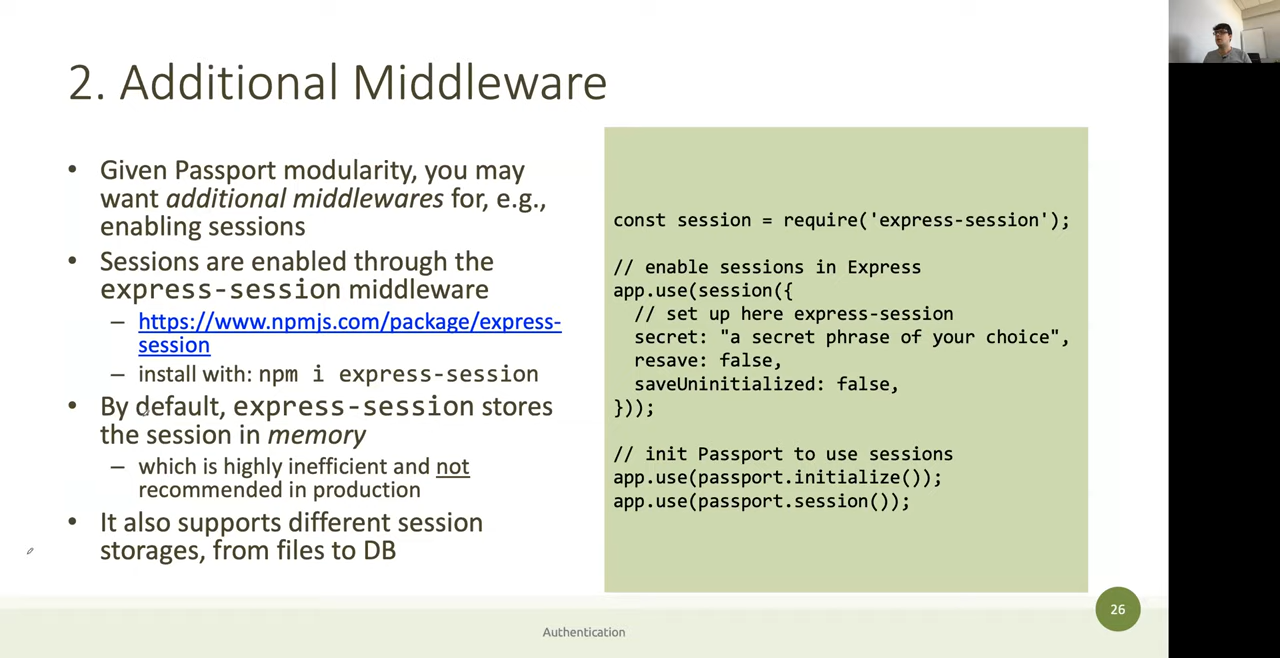 2. Additional Middleware
• Given Passport modularity, you may
want additional middlewares for, e.g.,
enabling sessions
• Sessions are enabled through the
express-session middleware
– https://www.npmjs.com/package/express-
session
– install with: npm i express-session
• By default, express-session stores
the session in memory
– which is highly inefficient and not
recommended in production
• It also supports different session
storages, from files to DB
const session = require('express-session');
// enable sessions in Express
app.use(session({
// set up here express-session
secret: "a secret phrase of your choice",
resave: false,
saveUninitialized: false,
}));
// init Passport to use sessions
app.use(passport.initialize());
app.use(passport.session());
26
Authentication